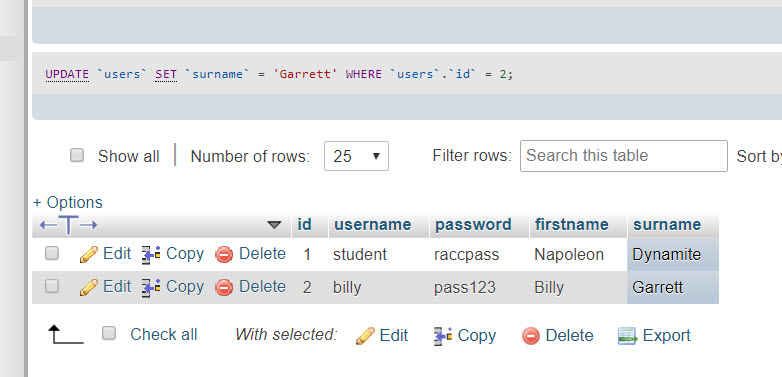 UPDATE `users` SET `surname` = 'Garrett' WHERE `users`.`id` = 2;
Show all Number of rows: 25 Filter rows: Search this table Sort by
+ Options
id username password firstname surname
Edit Copy Delete 1 student raccpass Napoleon Dynamite
Edit Copy Delete 2 billy pass123 Billy Garrett
Check all With selected: Edit Copy Delete Export